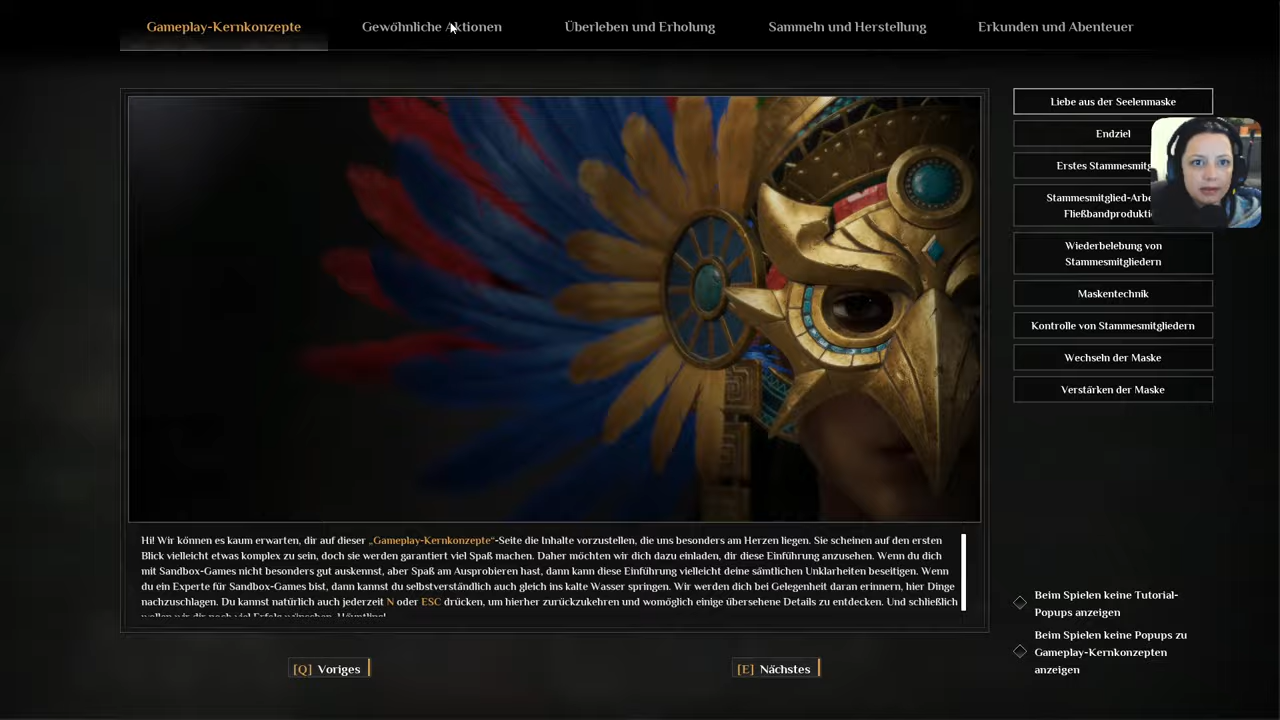 Gameplay-Kernkonzepte
Gewöhnliche Aktionen
Überleben und Erholung
Sammeln und Herstellung
Erkunden und Abenteuer
Liebe aus der Seelenmaske
Endziel
Erstes
Fließbandprodukti
Wiederbelebung von
Stammesmitgliedern
Maskentechnik
Kontrolle von Stammesmitgliedern
Wechseln der Maske
Verstärken der Maske
Hi! Wir können es kaum erwarten, dir auf dieser „Gameplay-Kernkonzepte“-Seite die Inhalte vorzustellen, die uns besonders am Herzen liegen. Sie scheinen auf den ersten
Blick vielleicht etwas komplex zu sein, doch sie werden garantiert viel Spaß machen. Daher möchten wir dich dazu einladen, dir diese Einführung anzusehen. Wenn du dich
mit Sandbox-Games nicht besonders gut auskennst, aber Spaß am Ausprobieren hast, dann kann diese Einführung vielleicht deine sämtlichen Unklarheiten beseitigen. Wenn
du ein Experte für Sandbox-Games bist, dann kannst du selbstverständlich auch gleich ins kalte Wasser springen. Wir werden dich bei Gelegenheit daran erinnern, hier Dinge
nachzuschlagen. Du kannst natürlich auch jederzeit N oder ESC drücken, um hierher zurückzukehren und womöglich einige übersehene Details zu entdecken. Und schließlich
[Q] Voriges
[E] Nächstes
Beim Spielen keine Tutorial-
Popups anzeigen
Beim Spielen keine Popups zu
Gameplay-Kernkonzepten
anzeigen